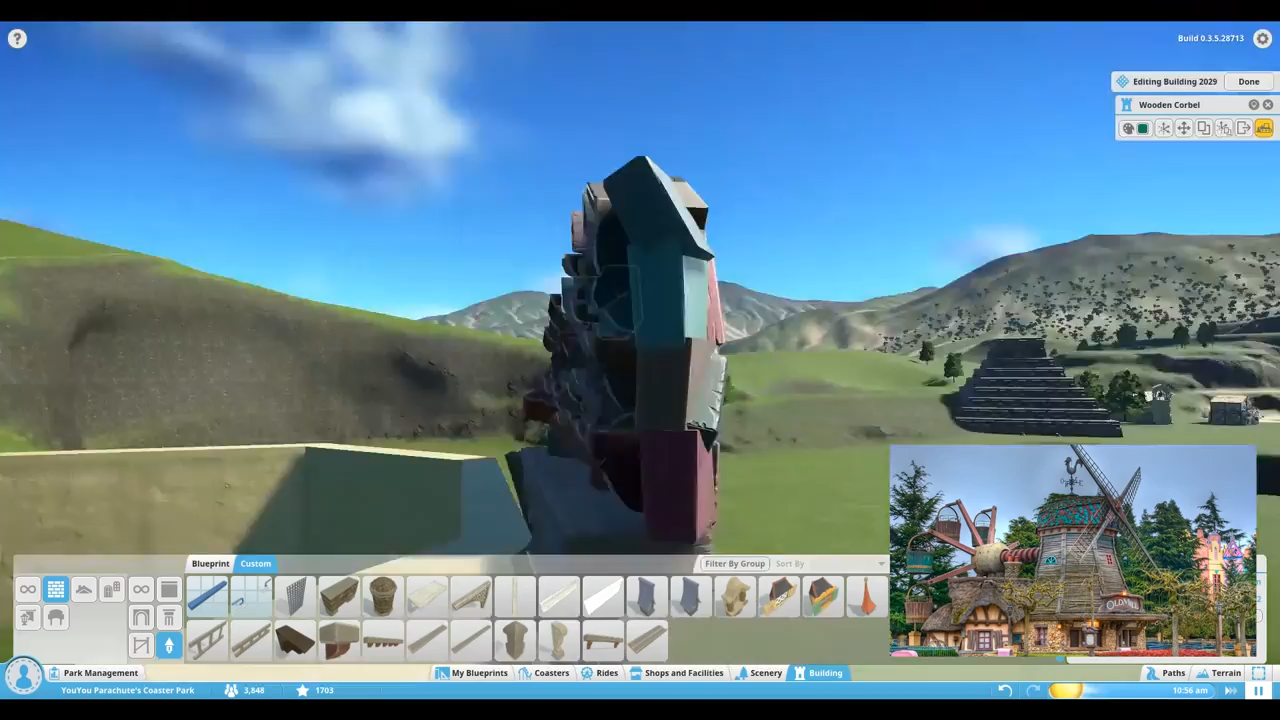 Build 0.3.5.28713
Editing Building 2029
Done
Wooden Corbel
OLD MILL
Blueprint
Custom
Filter By Group
Sort By
Park Management
My Blueprints
Coasters
Rides
Shops and Facilities
Scenery
Building
Paths
Terrain
YouYou Parachute's Coaster Park
3,848
1703
10:56 am